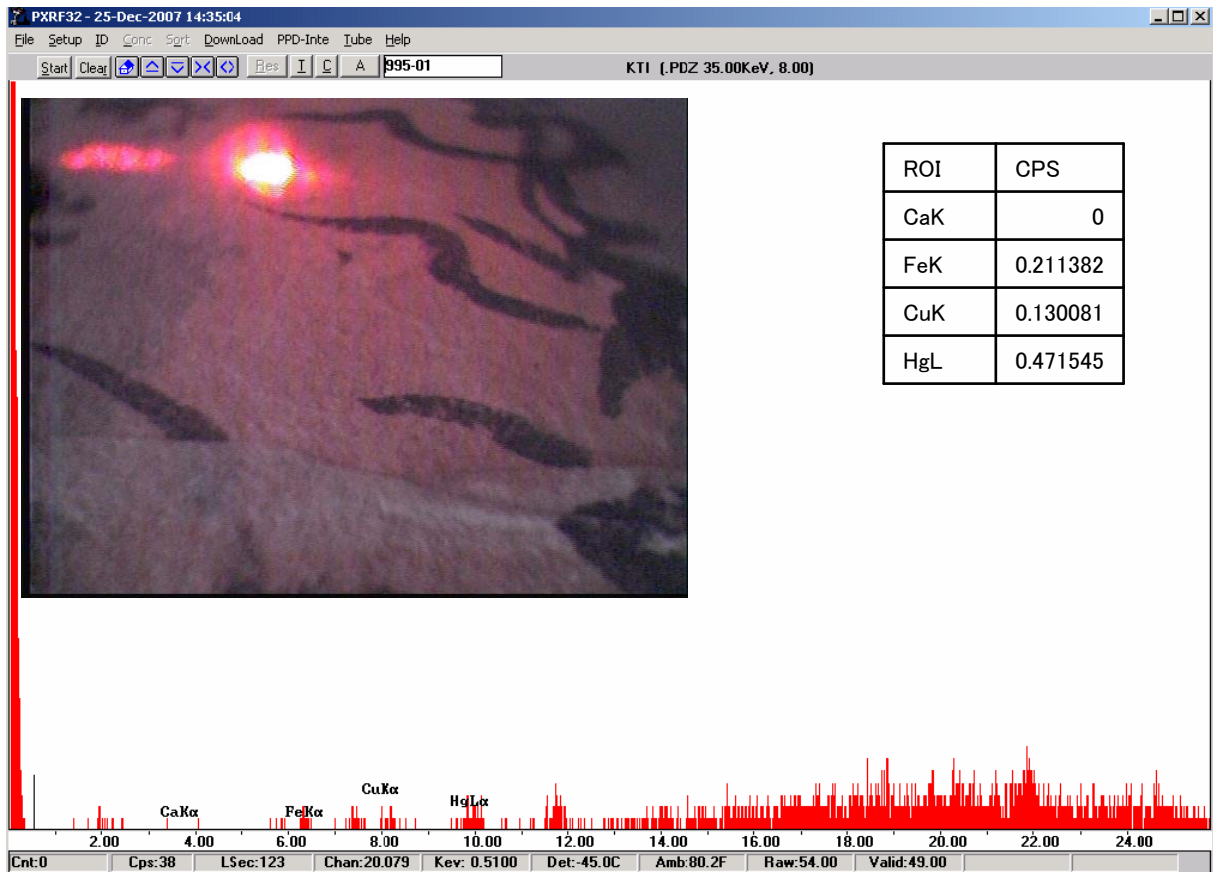 PXRF32 - 25-Dec-2007 14:35:04
File Setup ID Conc Sort DownLoad PPD-Inte Tube Help
Start Clear Res I C A 995-01 KTI (.PDZ 35.00KeV, 8.00)
ROI CPS
CaK 0
FeK 0.211382
CuK 0.130081
HgL 0.471545
CuKα
HgLα
CaKα FeKα
2.00 4.00 6.00 8.00 10.00 12.00 14.00 16.00 18.00 20.00 22.00 24.00
Cnt:0 Cps:38 LSec:123 Chan:20.079 Kev: 0.5100 Det:-45.0C Amb:80.2F Raw:54.00 Valid:49.00